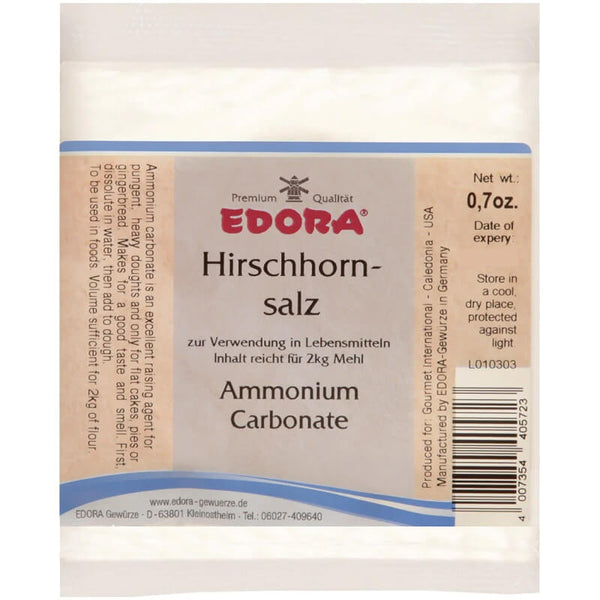 Premium Qualität
EDORA®
Hirschhorn-
salz
zur Verwendung in Lebensmitteln
Inhalt reicht für 2kg Mehl
Ammonium
Carbonate
Ammonium carbonate is an excellent raising agent for
pungent, heavy doughts and only for flat cakes, pies or
gingerbread. Makes for a good taste and smell. First,
dissolve in water, then add to dough.
To be used in foods. Volume sufficient for 2kg of flour.
Net wt.:
0,7oz.
Date of
expery:
Store in
a cool,
dry place,
protected
against
light.
L010303
Produced for: Gourmet International - Caledonia - USA
Manufactured by EDORA-Gewürze in Germany
4 007354 405723
www.edora-gewuerze.de
EDORA Gewürze · D - 63801 Kleinostheim · Tel.: 06027-409640